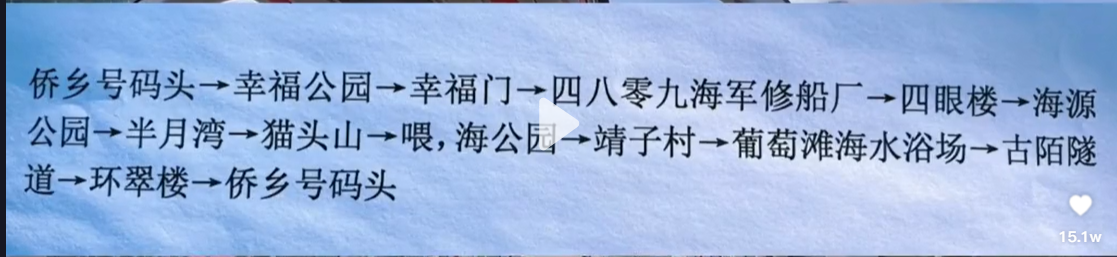 侨乡号码头→幸福公园→幸福门→四八零九海军修船厂→四眼楼→海源
公园→半月湾→猫头山→喂，海公园→靖子村→葡萄滩海水浴场→古陌隧
道→环翠楼→侨乡号码头
15.1w